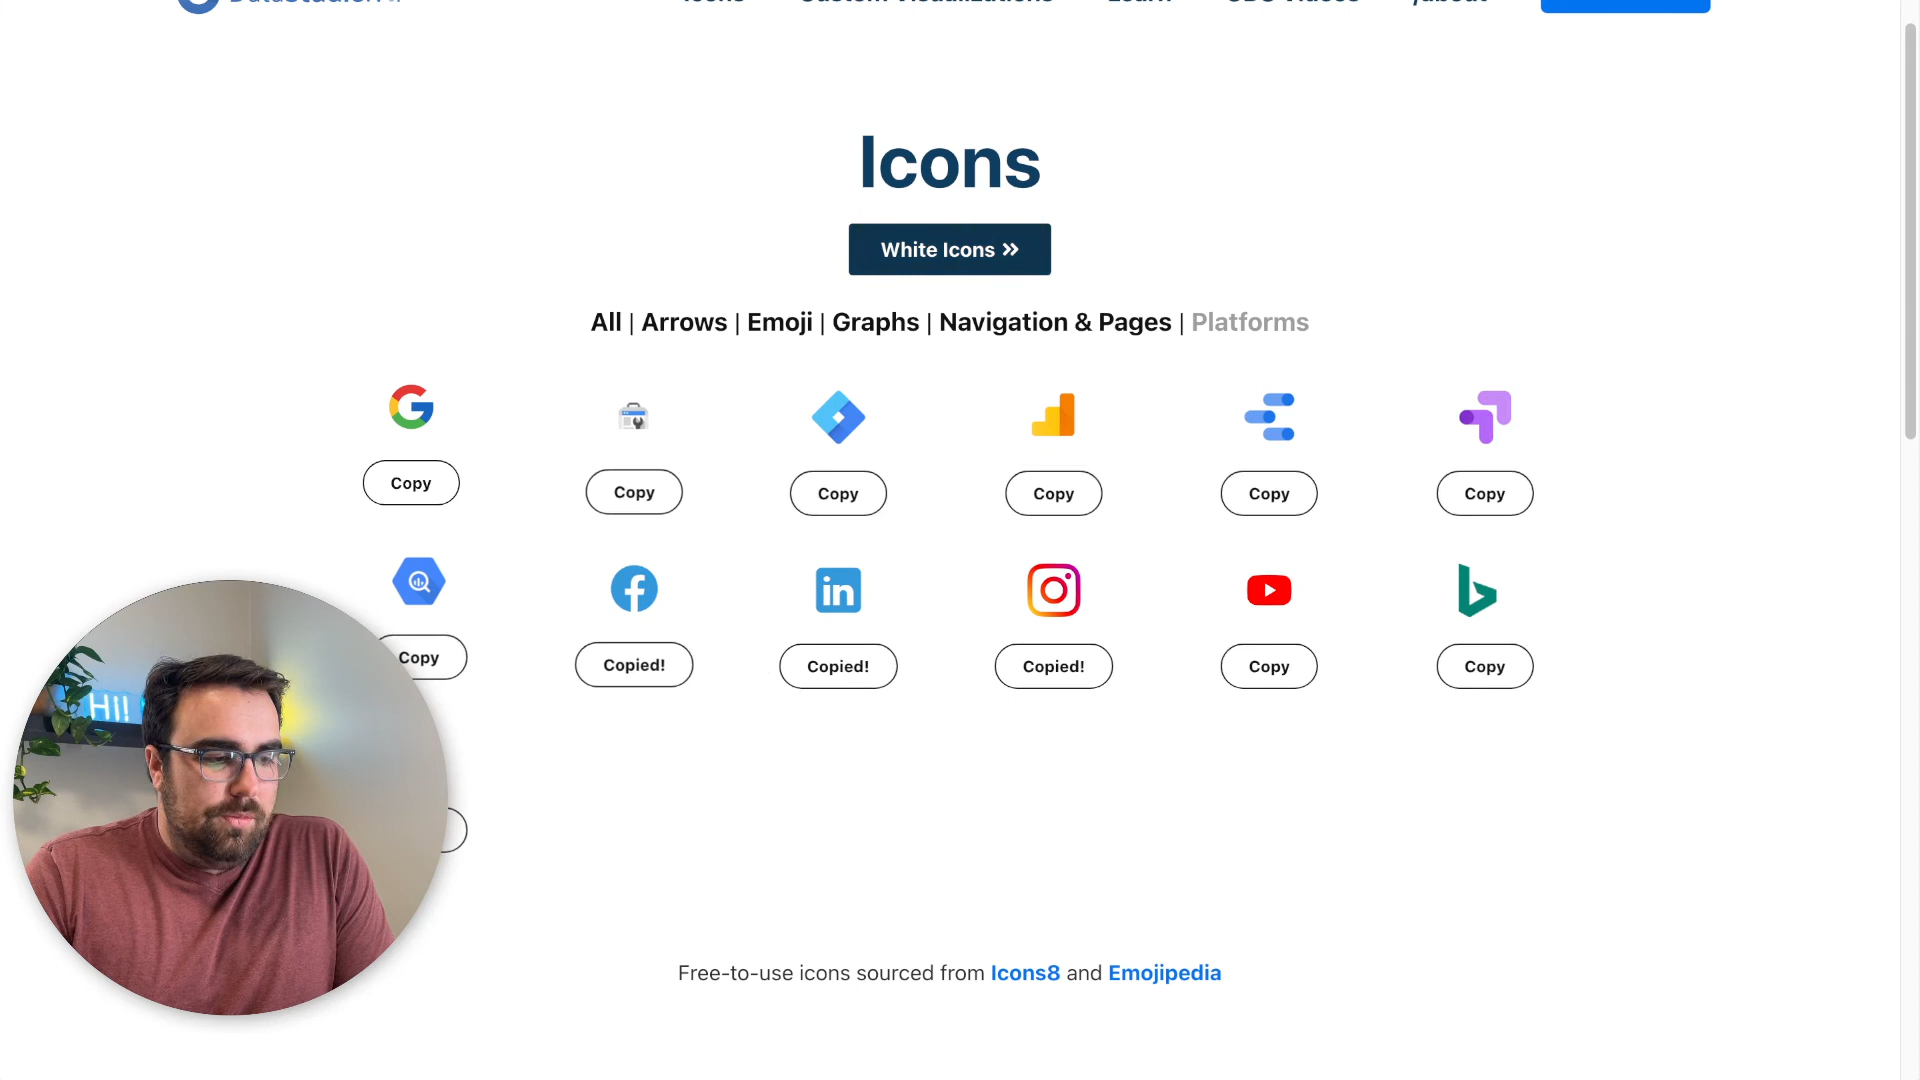 Icons
White Icons »
All | Arrows | Emoji | Graphs | Navigation & Pages | Platforms
Copy Copy Copy Copy Copy Copy
in
Copy Copied! Copied! Copied! Copy Copy
HI!
Free-to-use icons sourced from Icons8 and Emojipedia